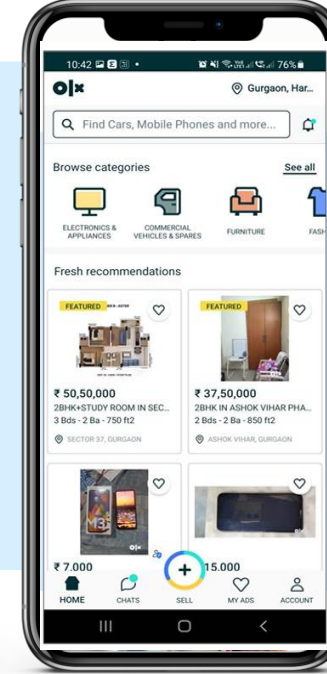 10:42
76%
olx
Gurgaon, Har...
Find Cars, Mobile Phones and more...
Browse categories
See all
ELECTRONICS & APPLIANCES
COMMERCIAL VEHICLES & SPARES
FURNITURE
FASH
Fresh recommendations
FEATURED
₹ 50,50,000
2BHK+STUDY ROOM IN SEC...
3 Bds - 2 Ba - 750 ft2
SECTOR 37, GURGAON
FEATURED
₹ 37,50,000
2BHK IN ASHOK VIHAR PHA...
2 Bds - 2 Ba - 850 ft2
ASHOK VIHAR, GURGAON
13
olx
₹ 7,000
olx
15,000
HOME
CHATS
SELL
MY ADS
ACCOUNT